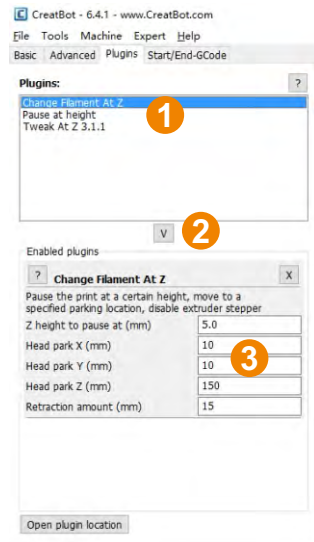 CreatBot - 6.4.1 - www.CreatBot.com
File Tools Machine Expert Help
Basic Advanced Plugins Start/End-GCode
Plugins: ?
Change Filament At Z
Pause at height
Tweak At Z 3.1.1
1
V 2
Enabled plugins
? Change Filament At Z X
Pause the print at a certain height, move to a
specified parking location, disable extruder stepper
Z height to pause at (mm) 5.0
Head park X (mm) 10
Head park Y (mm) 10
3
Head park Z (mm) 150
Retraction amount (mm) 15
Open plugin location